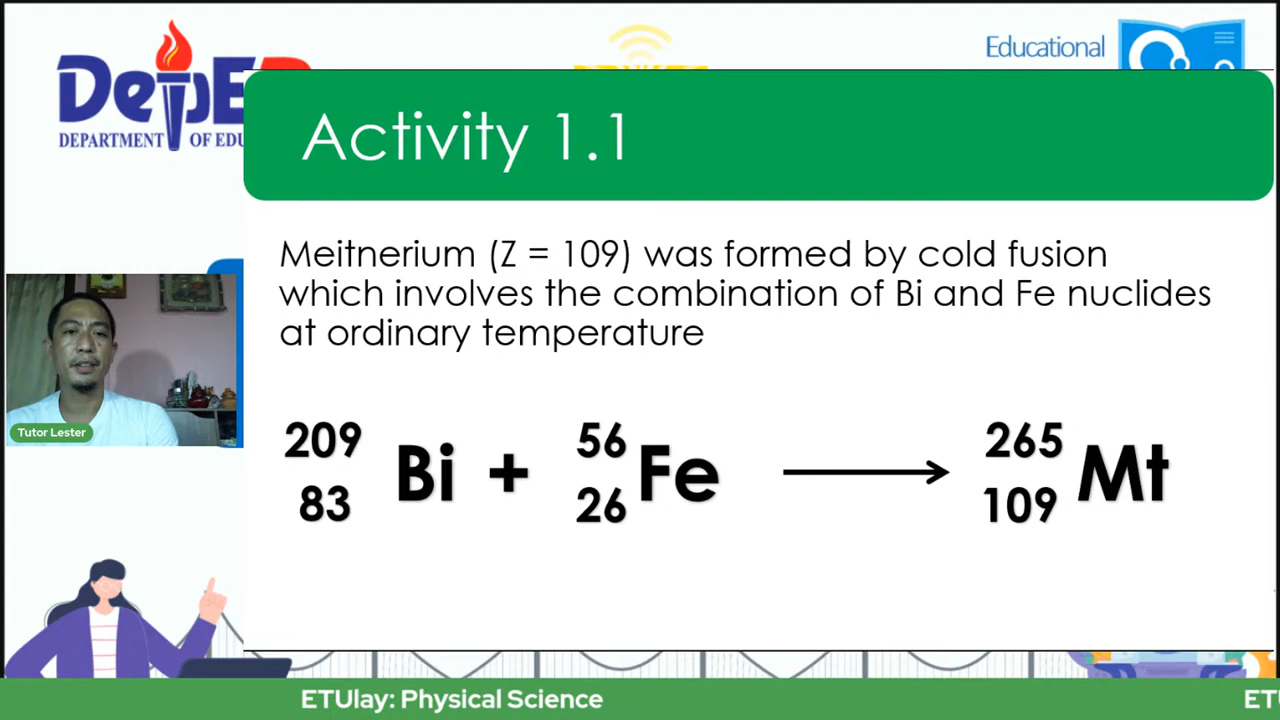 DepED
DEPARTMENT OF EDU
Educational
Activity 1.1
Meitnerium (Z = 109) was formed by cold fusion
which involves the combination of Bi and Fe nuclides
at ordinary temperature
209 56 265
Bi + Fe → Mt
83 26 109
Tutor Lester
ETUlay: Physical Science
ET